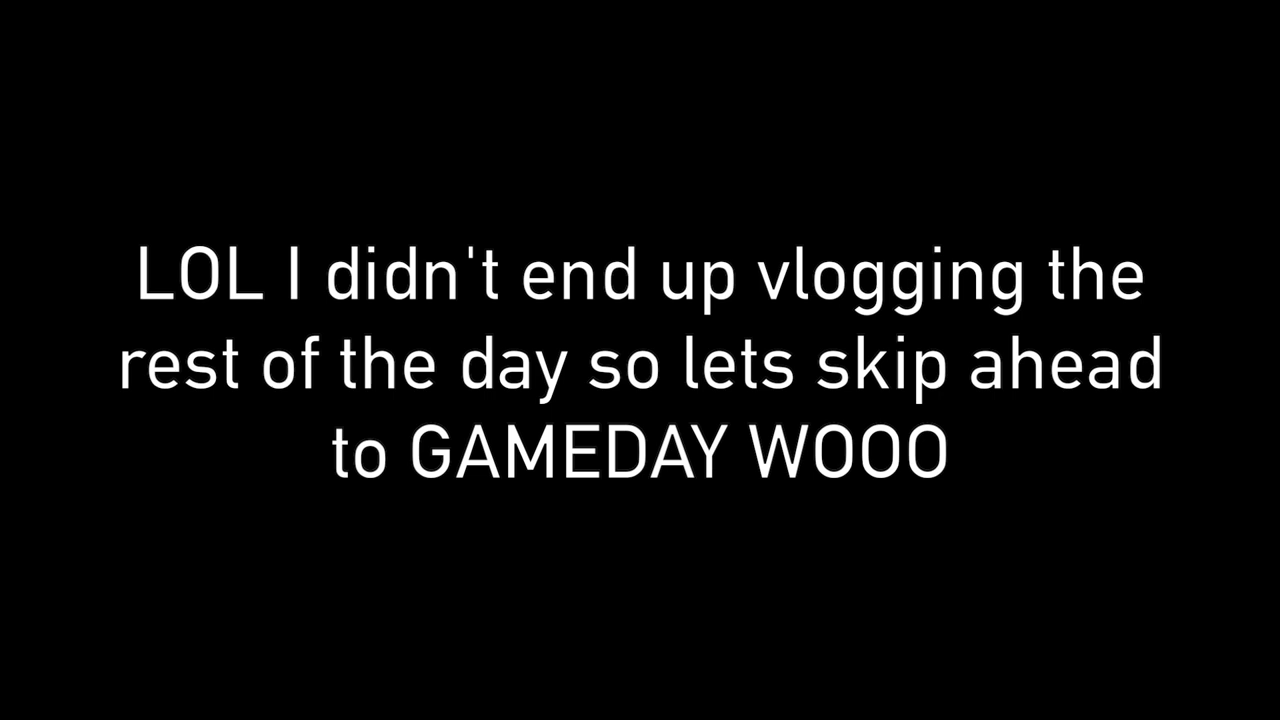 LOL I didn't end up vlogging the
rest of the day so lets skip ahead
to GAMEDAY WOOO